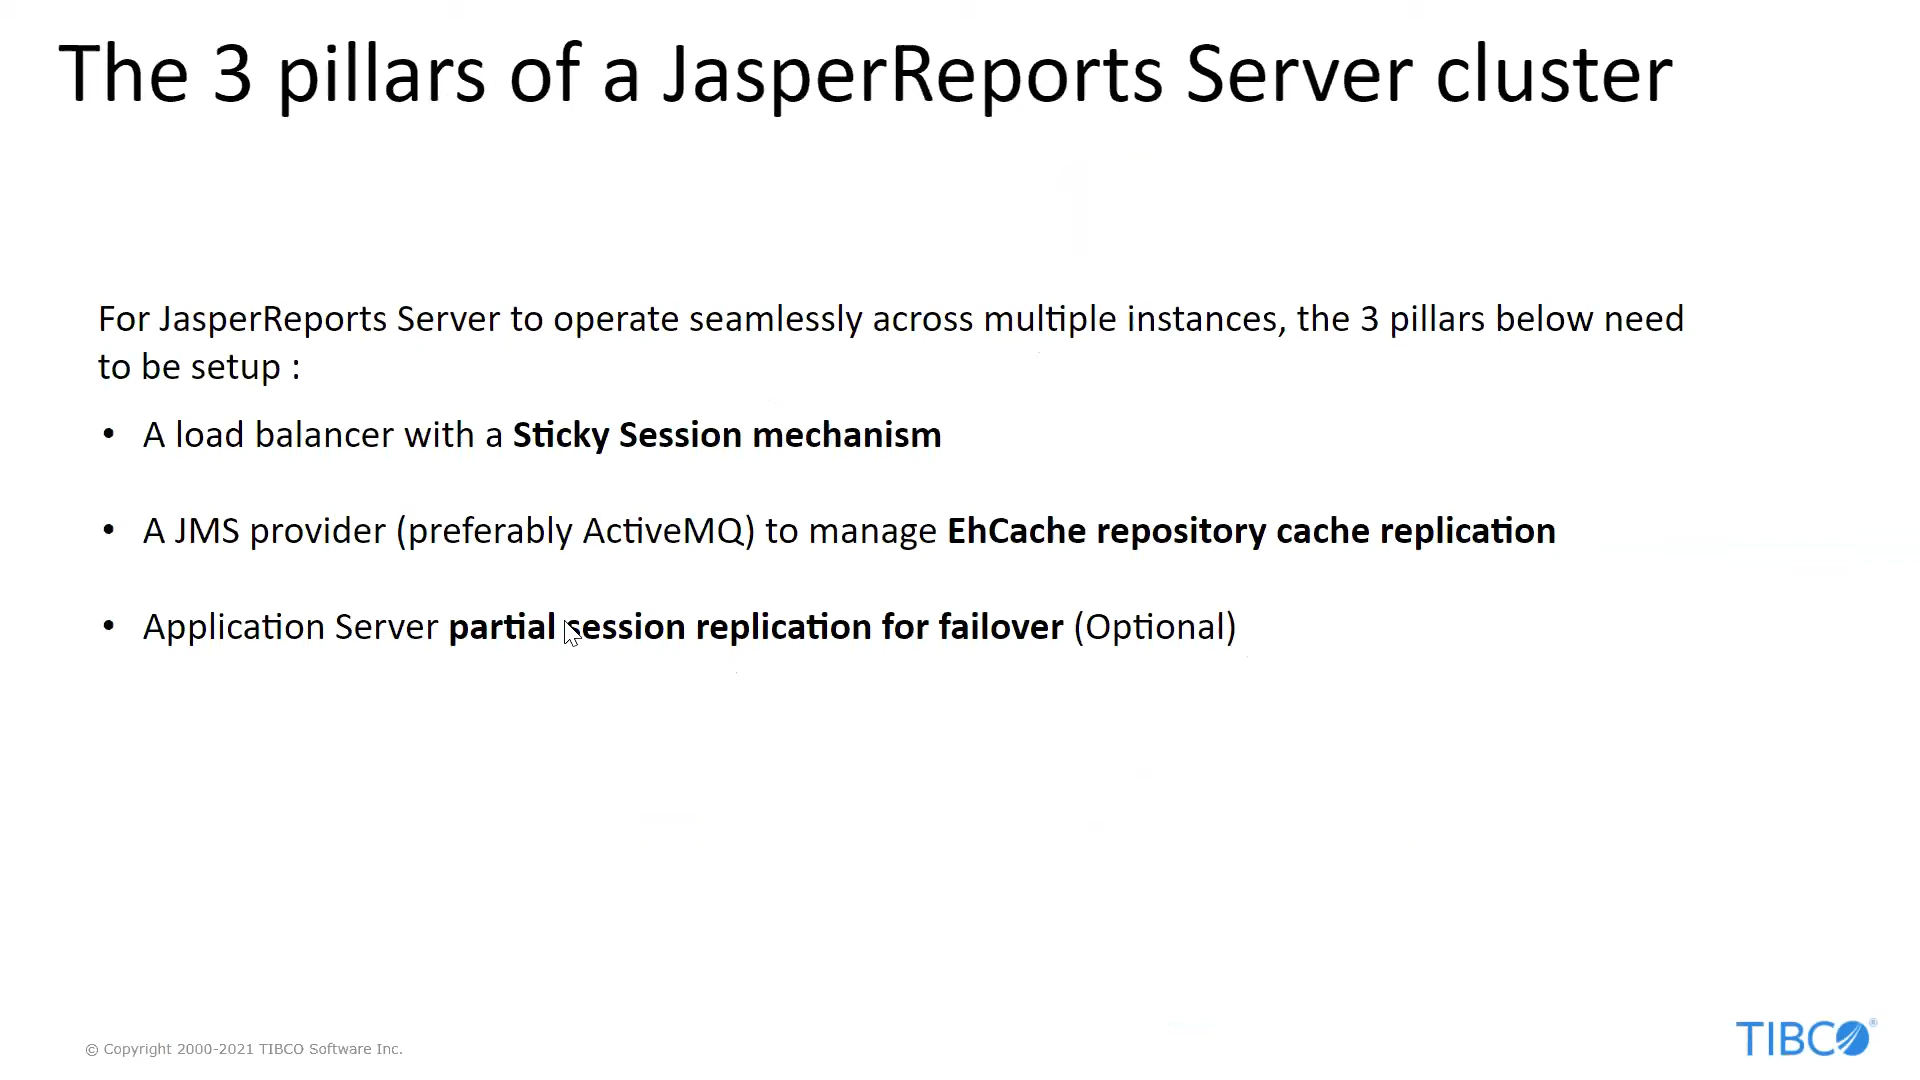 The 3 pillars of a JasperReports Server cluster
For JasperReports Server to operate seamlessly across multiple instances, the 3 pillars below need
to be setup :
• A load balancer with a Sticky Session mechanism
• A JMS provider (preferably ActiveMQ) to manage EhCache repository cache replication
• Application Server partial session replication for failover (Optional)
© Copyright 2000-2021 TIBCO Software Inc.
TIBCO®